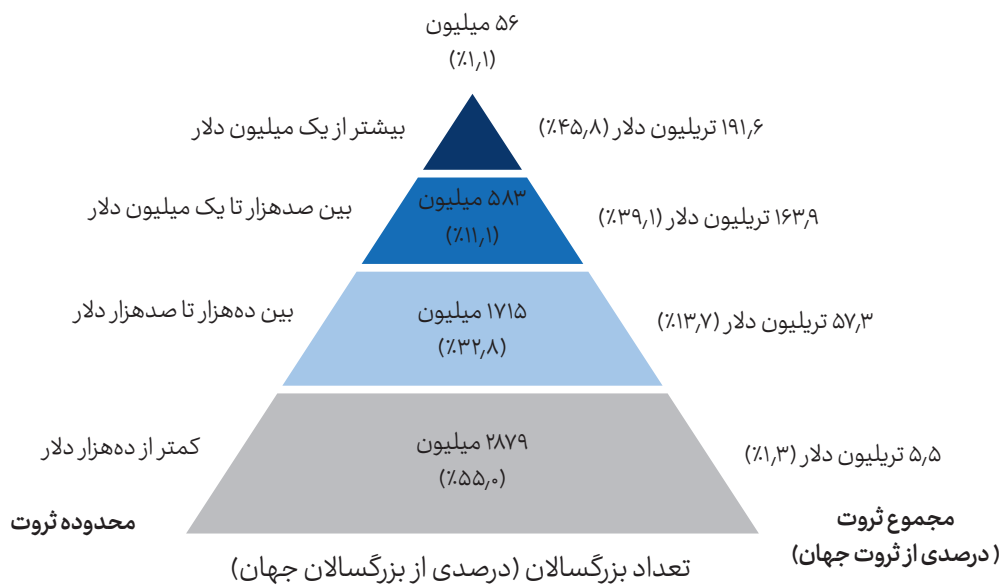 ۵۶ میلیون
(٪۱٫۱)
بیشتر از یک میلیون دلار
۱۹۱٫۶ تریلیون دلار (٪۴۵٫۸)
بین صدهزار تا یک میلیون دلار
۵۸۳ میلیون
(٪۱۱٫۱)
۱۶۳٫۹ تریلیون دلار (٪۳۹٫۱)
بین ده‌هزار تا صدهزار دلار
۱۷۱۵ میلیون
(٪۳۲٫۸)
۵۷٫۳ تریلیون دلار (٪۱۳٫۷)
کمتر از ده‌هزار دلار
۲۸۷۹ میلیون
(٪۵۵٫۰)
۵٫۵ تریلیون دلار (٪۱٫۳)
محدوده ثروت
مجموع ثروت
(درصدی از ثروت جهان)
تعداد بزرگسالان (درصدی از بزرگسالان جهان)